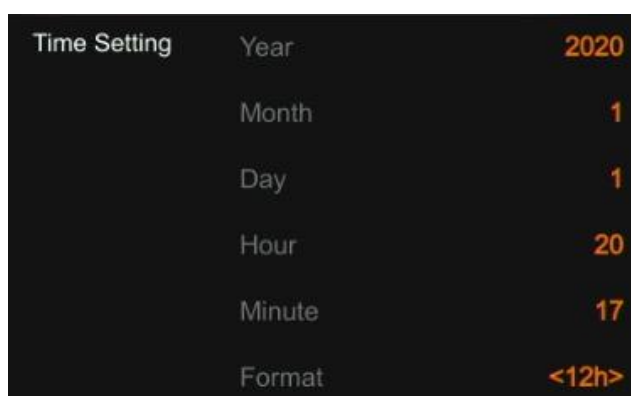 Time Setting Year 2020
Month 1
Day 1
Hour 20
Minute 17
Format <12h>